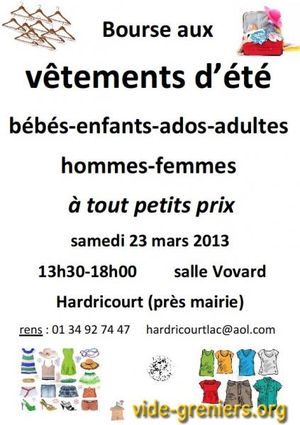 Bourse aux
vêtements d'été
bébés-enfants-ados-adultes
hommes-femmes
à tout petits prix
samedi 23 mars 2013
13h30-18h00 salle Vovard
Hardricourt (près mairie)
rens : 01 34 92 74 47 hardricourtlac@aol.com
vide-greniers.org